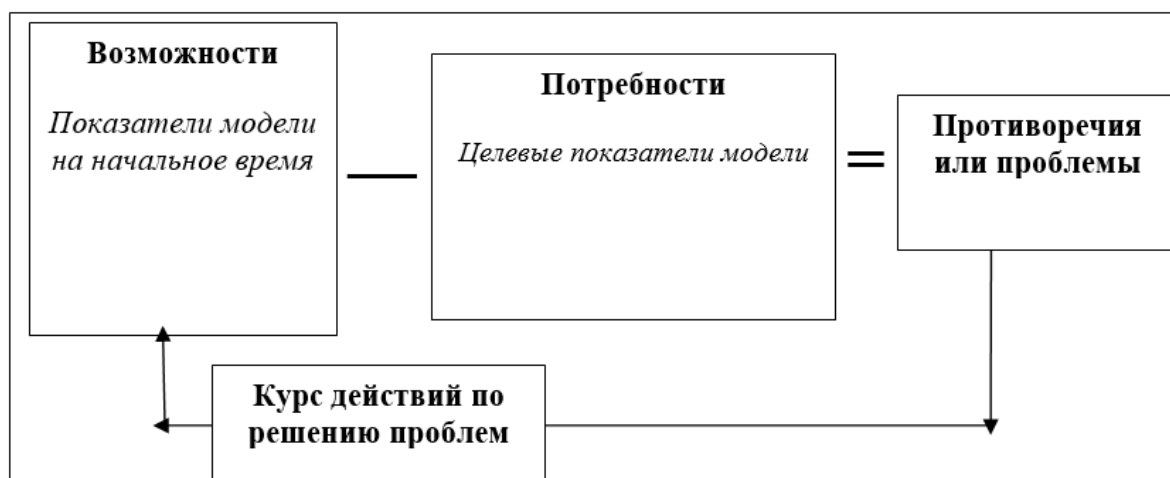 Возможности
Показатели модели
на начальное время
—
Потребности
Целевые показатели модели
=
Противоречия
или проблемы
Курс действий по
решению проблем